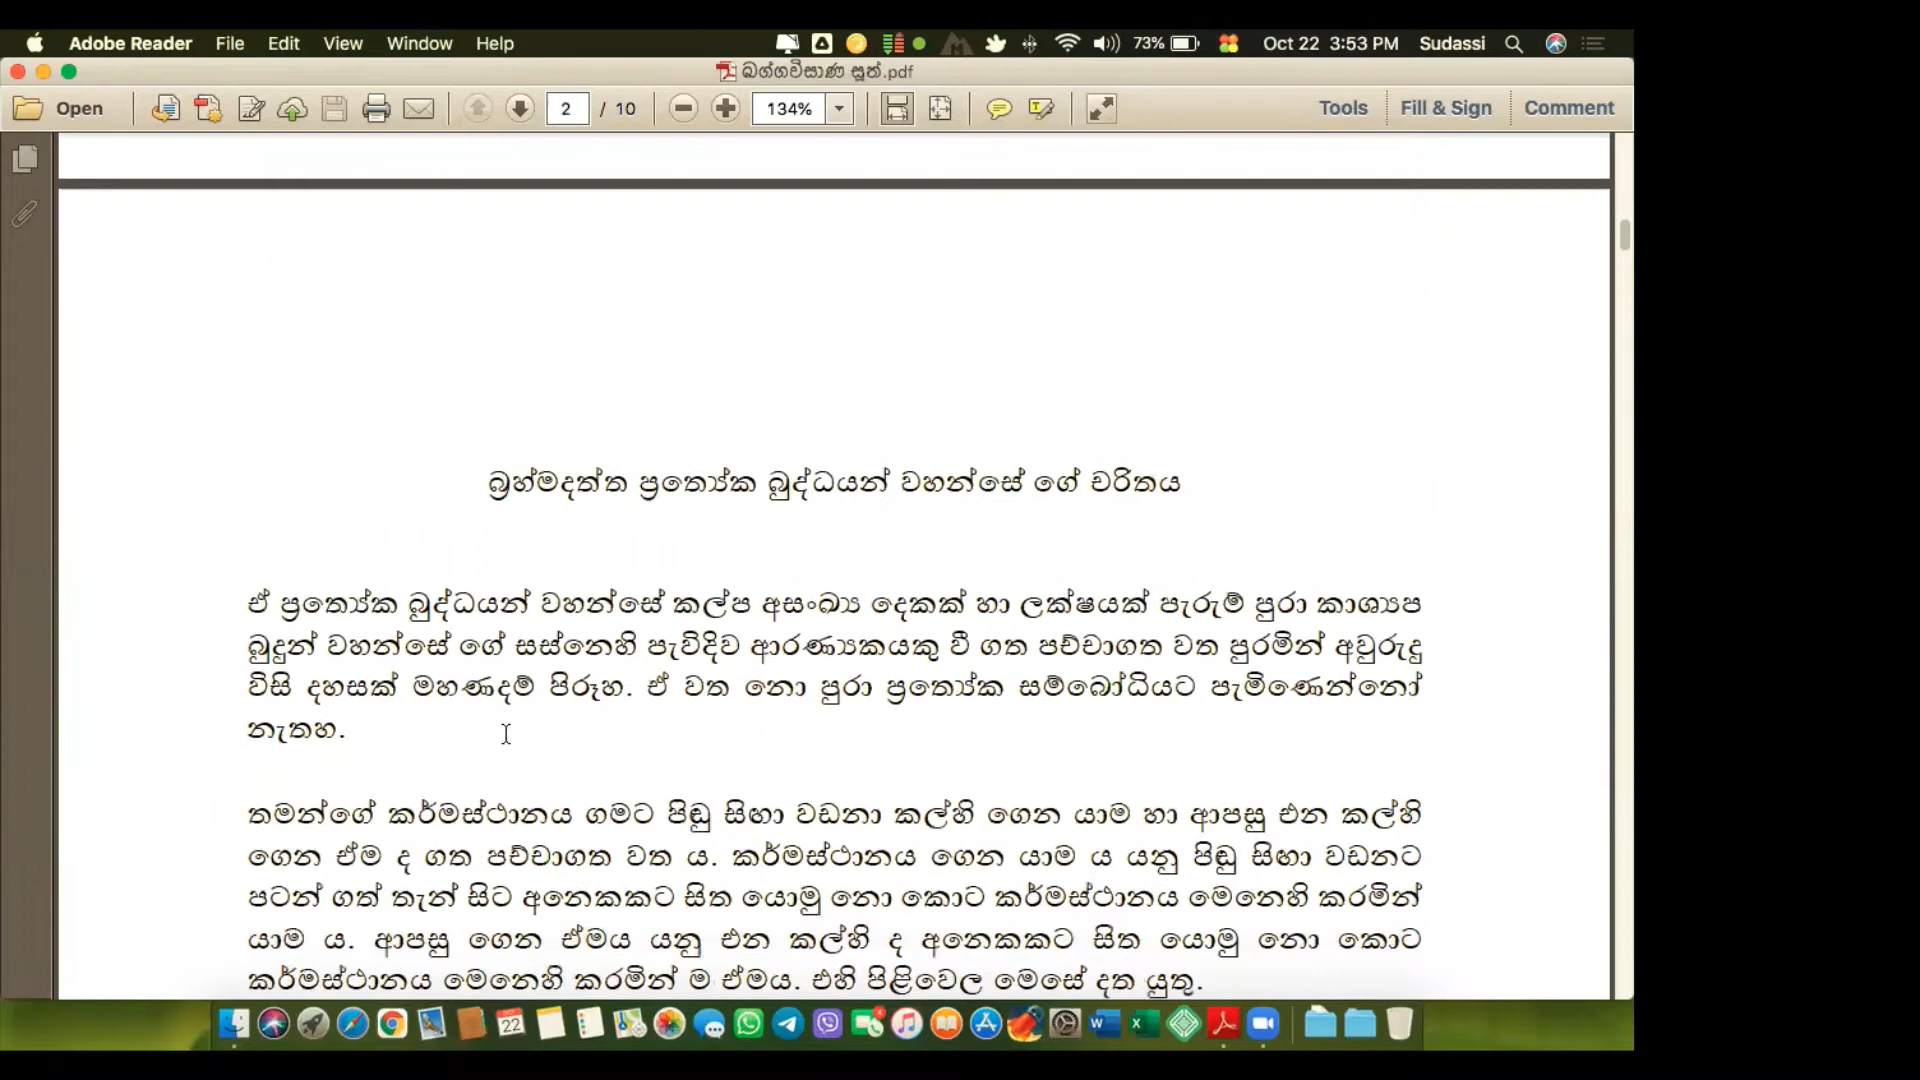 Adobe Reader File Edit View Window Help 73% Oct 22 3:53 PM Sudassi
ඛග්ගවිසාණ සූත්‍ර.pdf
Open 2 / 10 134% Tools Fill & Sign Comment
බ්‍රහ්මදත්ත ප්‍රත්‍යේක බුද්ධයන් වහන්සේ ගේ චරිතය
ඒ ප්‍රත්‍යේක බුද්ධයන් වහන්සේ කල්ප අසංඛ්‍ය දෙකක් හා ලක්ෂයක් පැරුම් පුරා කාශ්‍යප
බුදුන් වහන්සේ ගේ සස්නෙහි පැවිදිව ආරණ්‍යකයකු වී ගත පච්චාගත වත පුරමින් අවුරුදු
විසි දහසක් මහණදම් පිරූහ. ඒ වත නො පුරා ප්‍රත්‍යේක සම්බෝධියට පැමිණෙන්නෝ
නැතහ.
තමන්ගේ කර්මස්ථානය ගමට පිඬු සිඟා වඩනා කල්හි ගෙන යාම හා ආපසු එන කල්හි
ගෙන ඒම ද ගත පච්චාගත වත ය. කර්මස්ථානය ගෙන යාම ය යනු පිඬු සිඟා වඩනට
පටන් ගත් තැන් සිට අනෙකකට සිත යොමු නො කොට කර්මස්ථානය මෙනෙහි කරමින්
යාම ය. ආපසු ගෙන ඒමය යනු එන කල්හි ද අනෙකකට සිත යොමු නො කොට
කර්මස්ථානය මෙනෙහි කරමින් ම ඒමය. එහි පිළිවෙල මෙසේ දත යුතු.
22